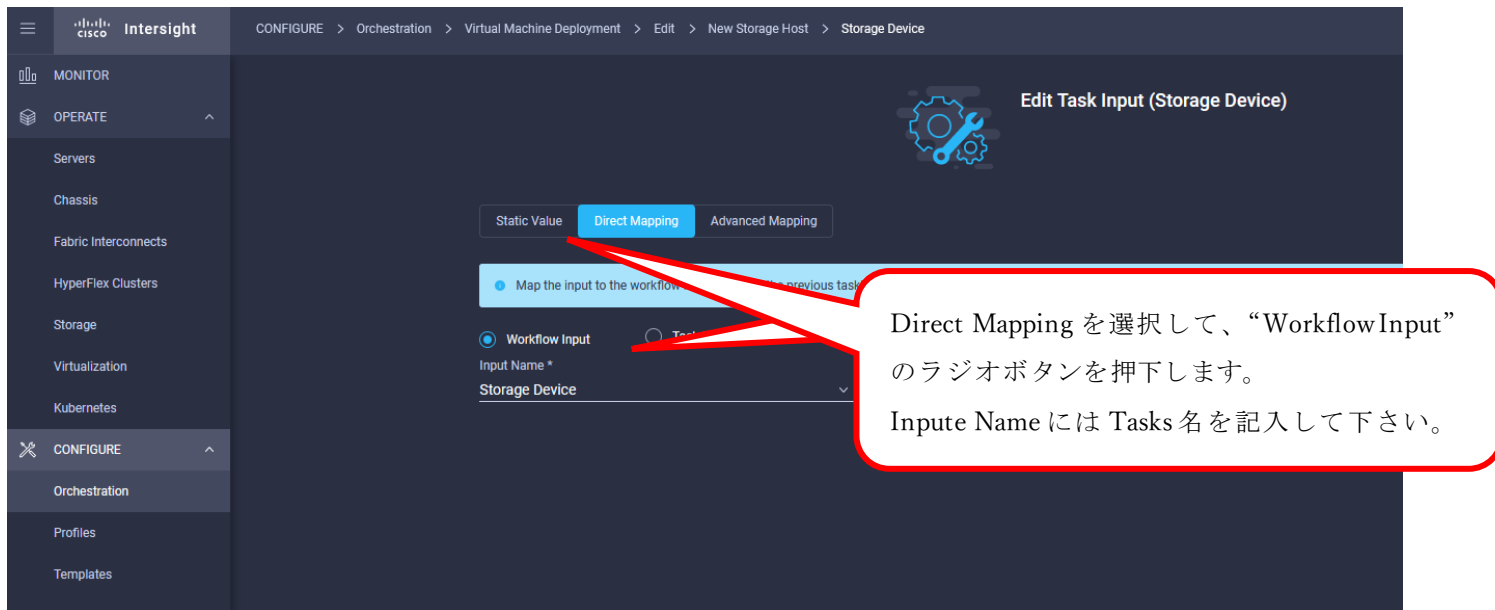 cisco Intersight
CONFIGURE > Orchestration > Virtual Machine Deployment > Edit > New Storage Host > Storage Device
MONITOR
OPERATE
Servers
Chassis
Fabric Interconnects
HyperFlex Clusters
Storage
Virtualization
Kubernetes
CONFIGURE
Orchestration
Profiles
Templates
Edit Task Input (Storage Device)
Static Value
Direct Mapping
Advanced Mapping
Map the input to the workflow previous task
Workflow Input
Input Name *
Storage Device
Direct Mapping を選択して、“Workflow Input”
のラジオボタンを押下します。
Inpute Name には Tasks 名を記入して下さい。